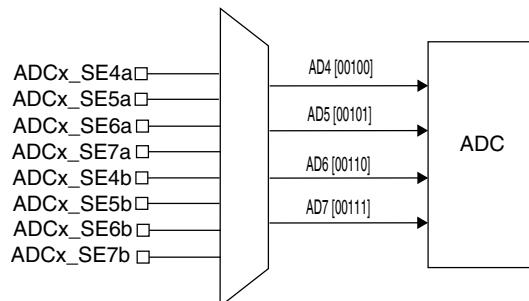 ADCx_SE4a
ADCx_SE5a
ADCx_SE6a
ADCx_SE7a
ADCx_SE4b
ADCx_SE5b
ADCx_SE6b
ADCx_SE7b
AD4 [00100]
AD5 [00101]
AD6 [00110]
AD7 [00111]
ADC